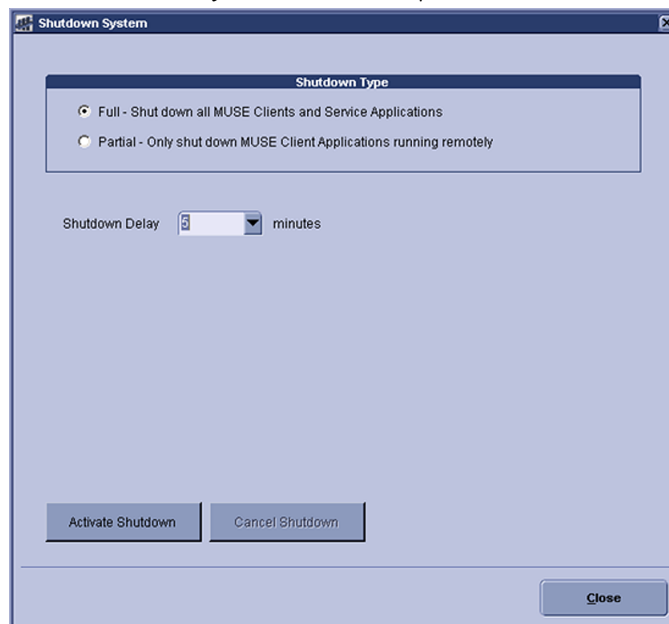 Shutdown System
Shutdown Type
Full - Shut down all MUSE Clients and Service Applications
Partial - Only shut down MUSE Client Applications running remotely
Shutdown Delay 5 minutes
Activate Shutdown Cancel Shutdown
Close